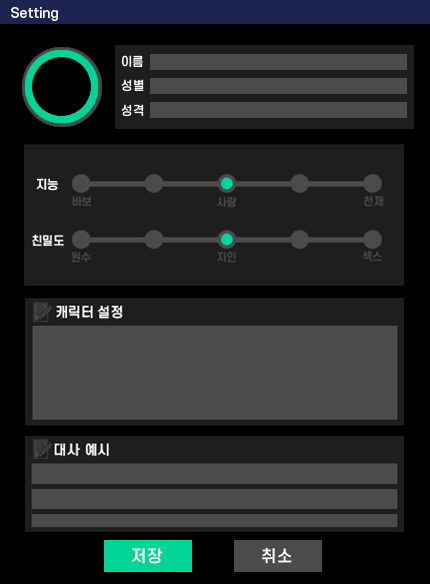 Setting
이름
성별
성격
지능
바보 사람 천재
친밀도
원수 지인 섹스
캐릭터 설정
대사 예시
저장 취소